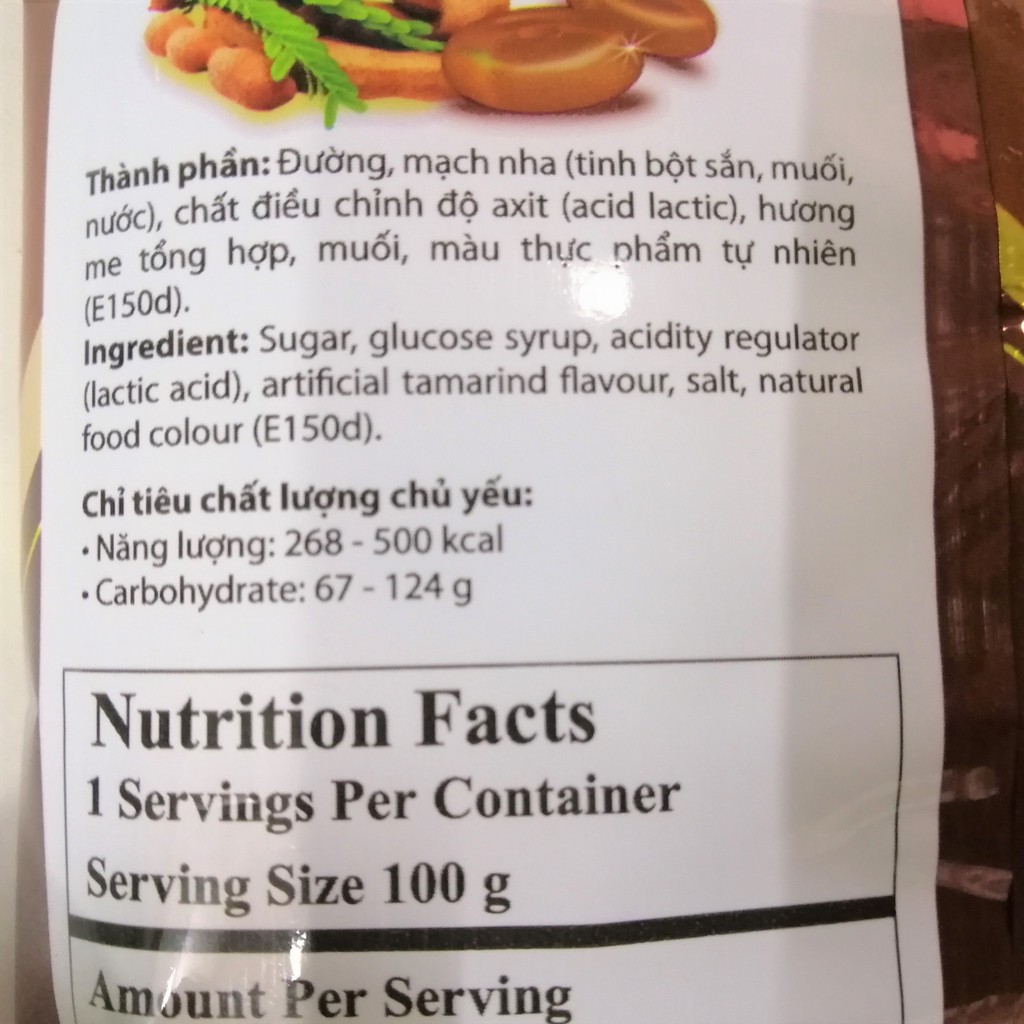 Thành phần: Đường, mạch nha (tinh bột sắn, muối,
nước), chất điều chỉnh độ axit (acid lactic), hương
me tổng hợp, muối, màu thực phẩm tự nhiên
(E150d).
Ingredient: Sugar, glucose syrup, acidity regulator
(lactic acid), artificial tamarind flavour, salt, natural
food colour (E150d).
Chỉ tiêu chất lượng chủ yếu:
• Năng lượng: 268 - 500 kcal
• Carbohydrate: 67 - 124 g
Nutrition Facts
1 Servings Per Container
Serving Size 100 g
Amount Per Serving